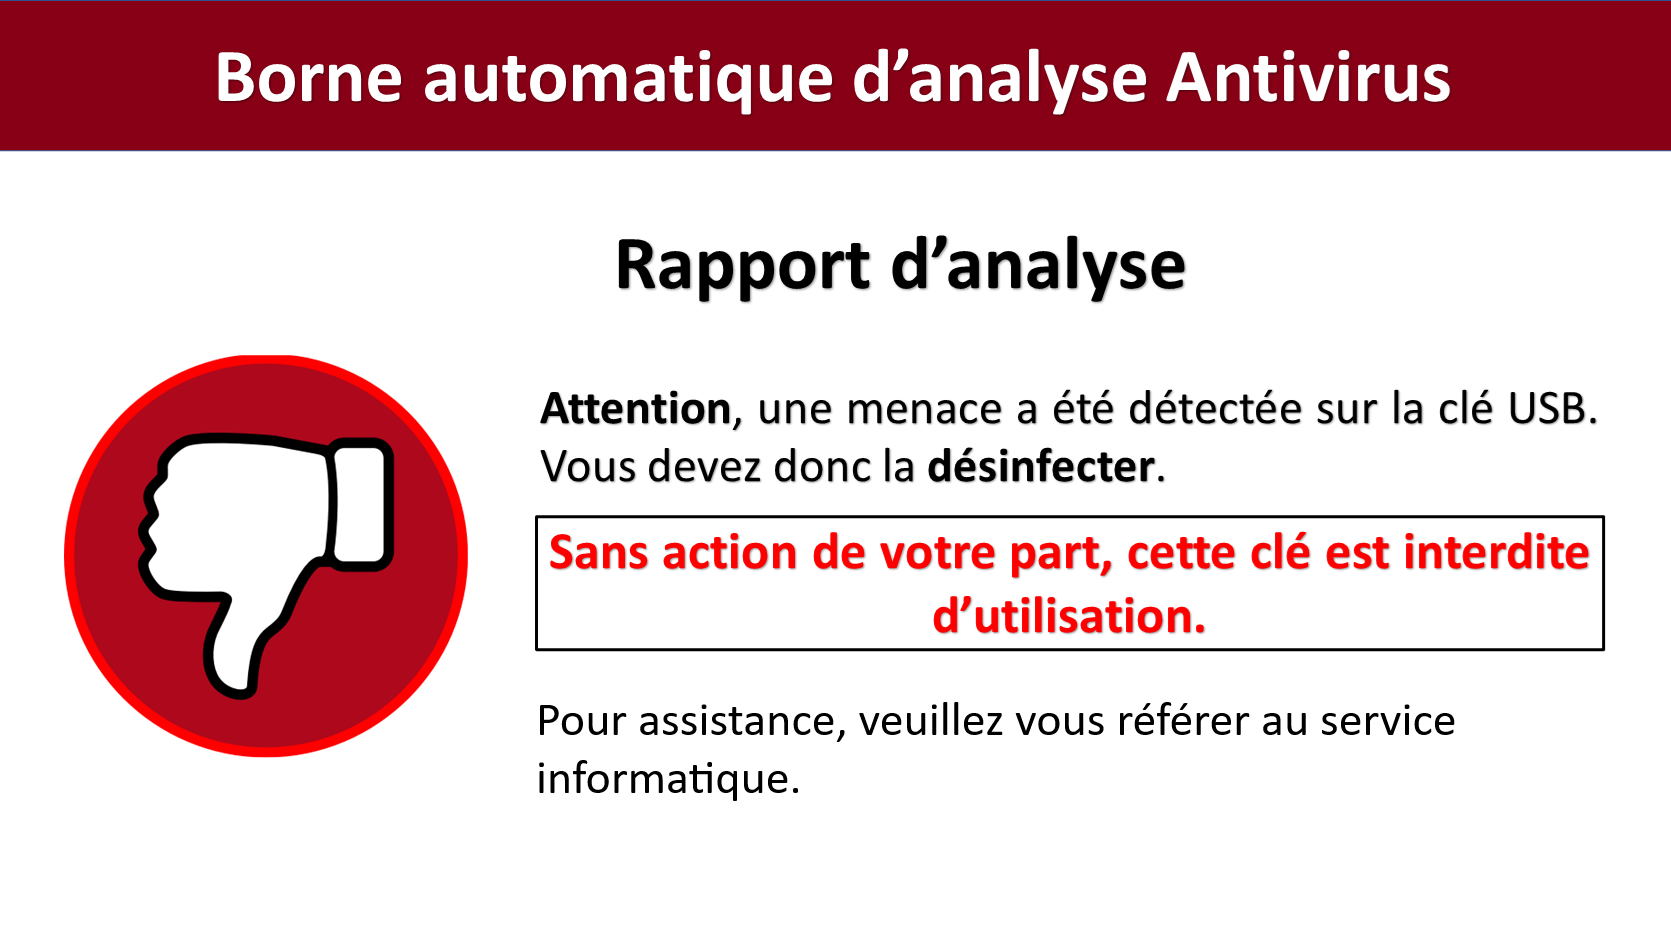 Borne automatique d’analyse Antivirus
Rapport d’analyse
Attention, une menace a été détectée sur la clé USB.
Vous devez donc la désinfecter.
Sans action de votre part, cette clé est interdite
d’utilisation.
Pour assistance, veuillez vous référer au service
informatique.